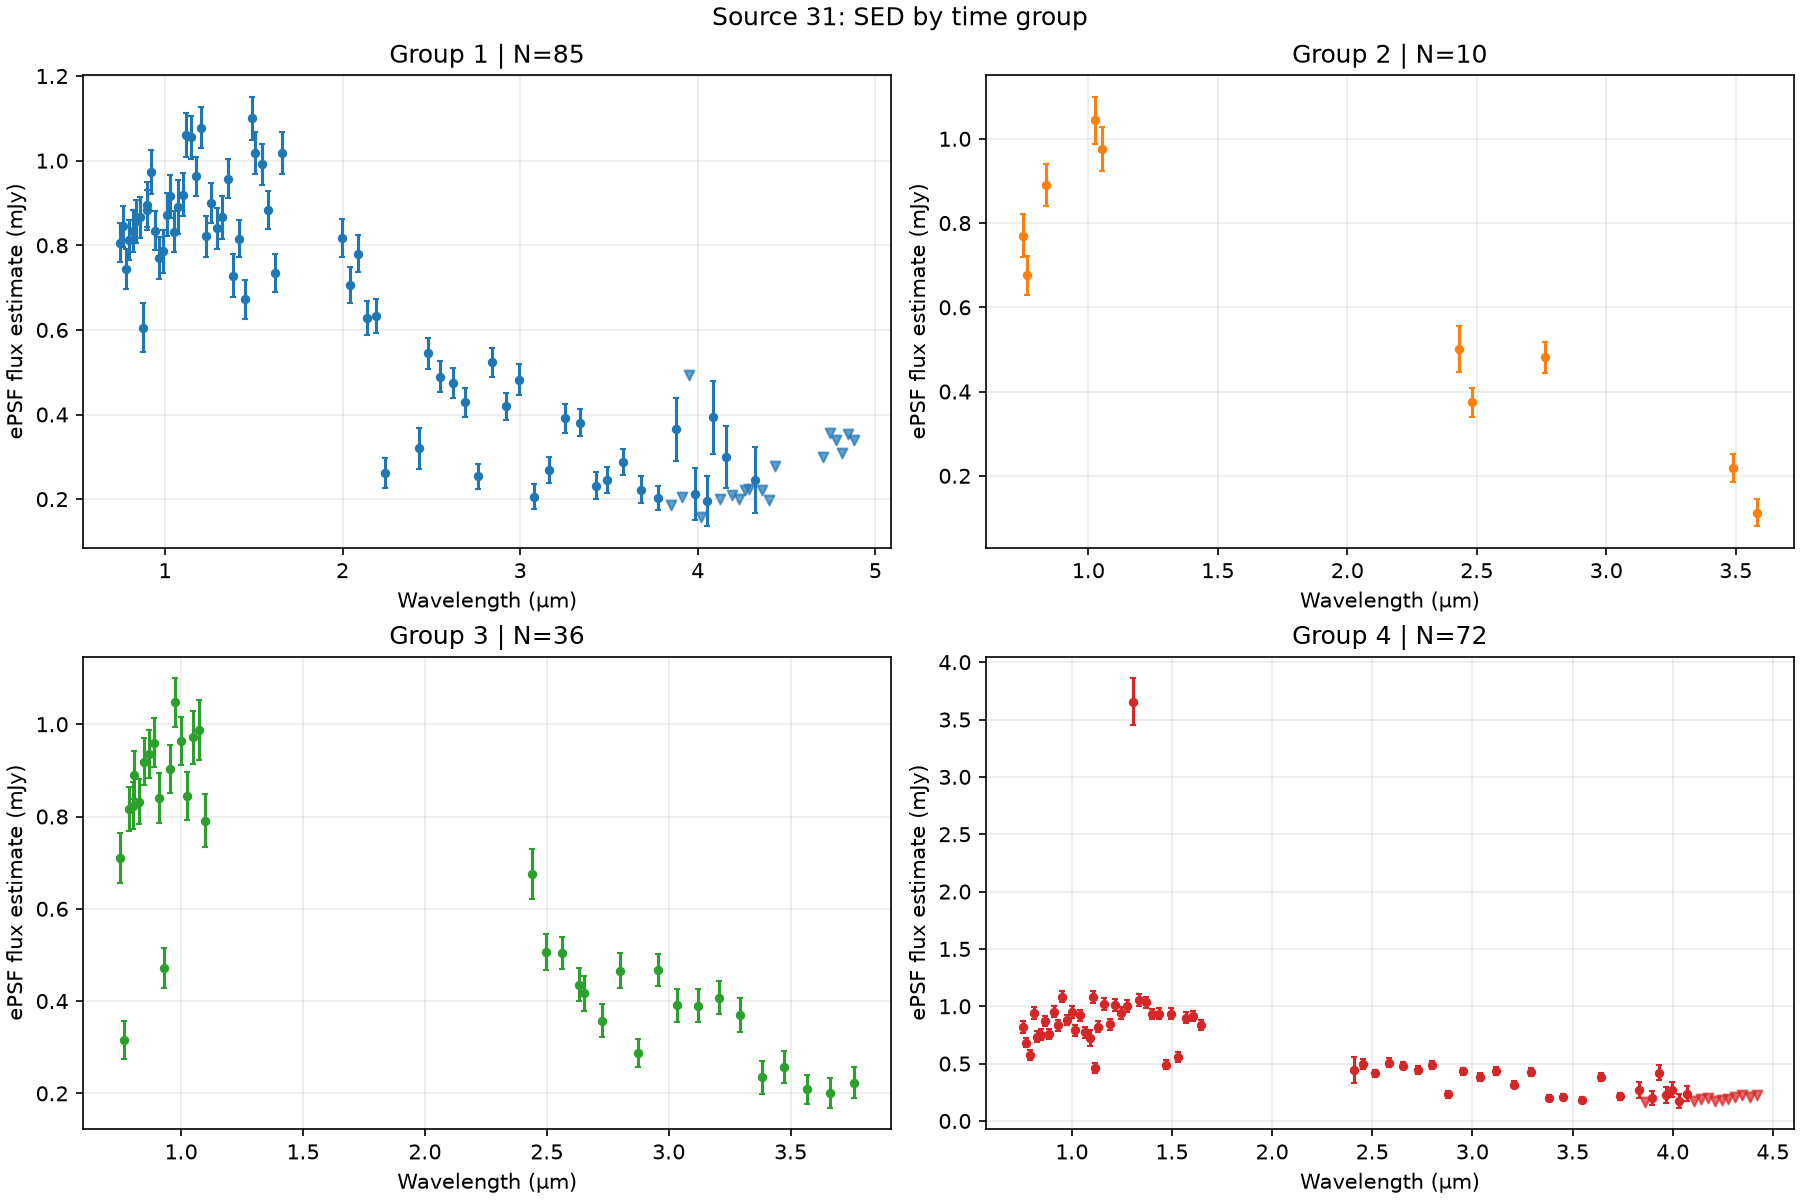 Source 31: SED by time group
Group 1 | N=85
1.2
1.0
0.8
0.6
0.4
0.2
ePSF flux estimate (mJy)
1 2 3 4 5
Wavelength (µm)
Group 2 | N=10
1.0
0.8
0.6
0.4
0.2
ePSF flux estimate (mJy)
1.0 1.5 2.0 2.5 3.0 3.5
Wavelength (µm)
Group 3 | N=36
1.0
0.8
0.6
0.4
0.2
ePSF flux estimate (mJy)
1.0 1.5 2.0 2.5 3.0 3.5
Wavelength (µm)
Group 4 | N=72
4.0
3.5
3.0
2.5
2.0
1.5
1.0
0.5
0.0
ePSF flux estimate (mJy)
1.0 1.5 2.0 2.5 3.0 3.5 4.0 4.5
Wavelength (µm)